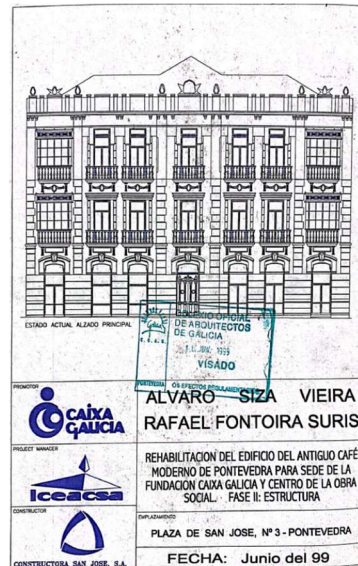 ESTADO ACTUAL ALZADO PRINCIPAL
COLEXIO OFICIAL
DE ARQUITECTOS
DE GALICIA
VISADO
PONTEVEDRA
PROMOTOR
CAIXA
GALICIA
ALVARO SIZA VIEIRA
RAFAEL FONTOIRA SURIS
PROJECT MANAGER
Iceacsa
REHABILITACION DEL EDIFICIO DEL ANTIGUO CAFÉ
MODERNO DE PONTEVEDRA PARA SEDE DE LA
FUNDACION CAIXA GALICIA Y CENTRO DE LA OBRA
SOCIAL. FASE II: ESTRUCTURA
CONSTRUCTOR
CONSTRUCTORA SAN JOSE, S.A.
EMPLAZAMIENTO
PLAZA DE SAN JOSE, Nº 3 - PONTEVEDRA
FECHA: Junio del 99